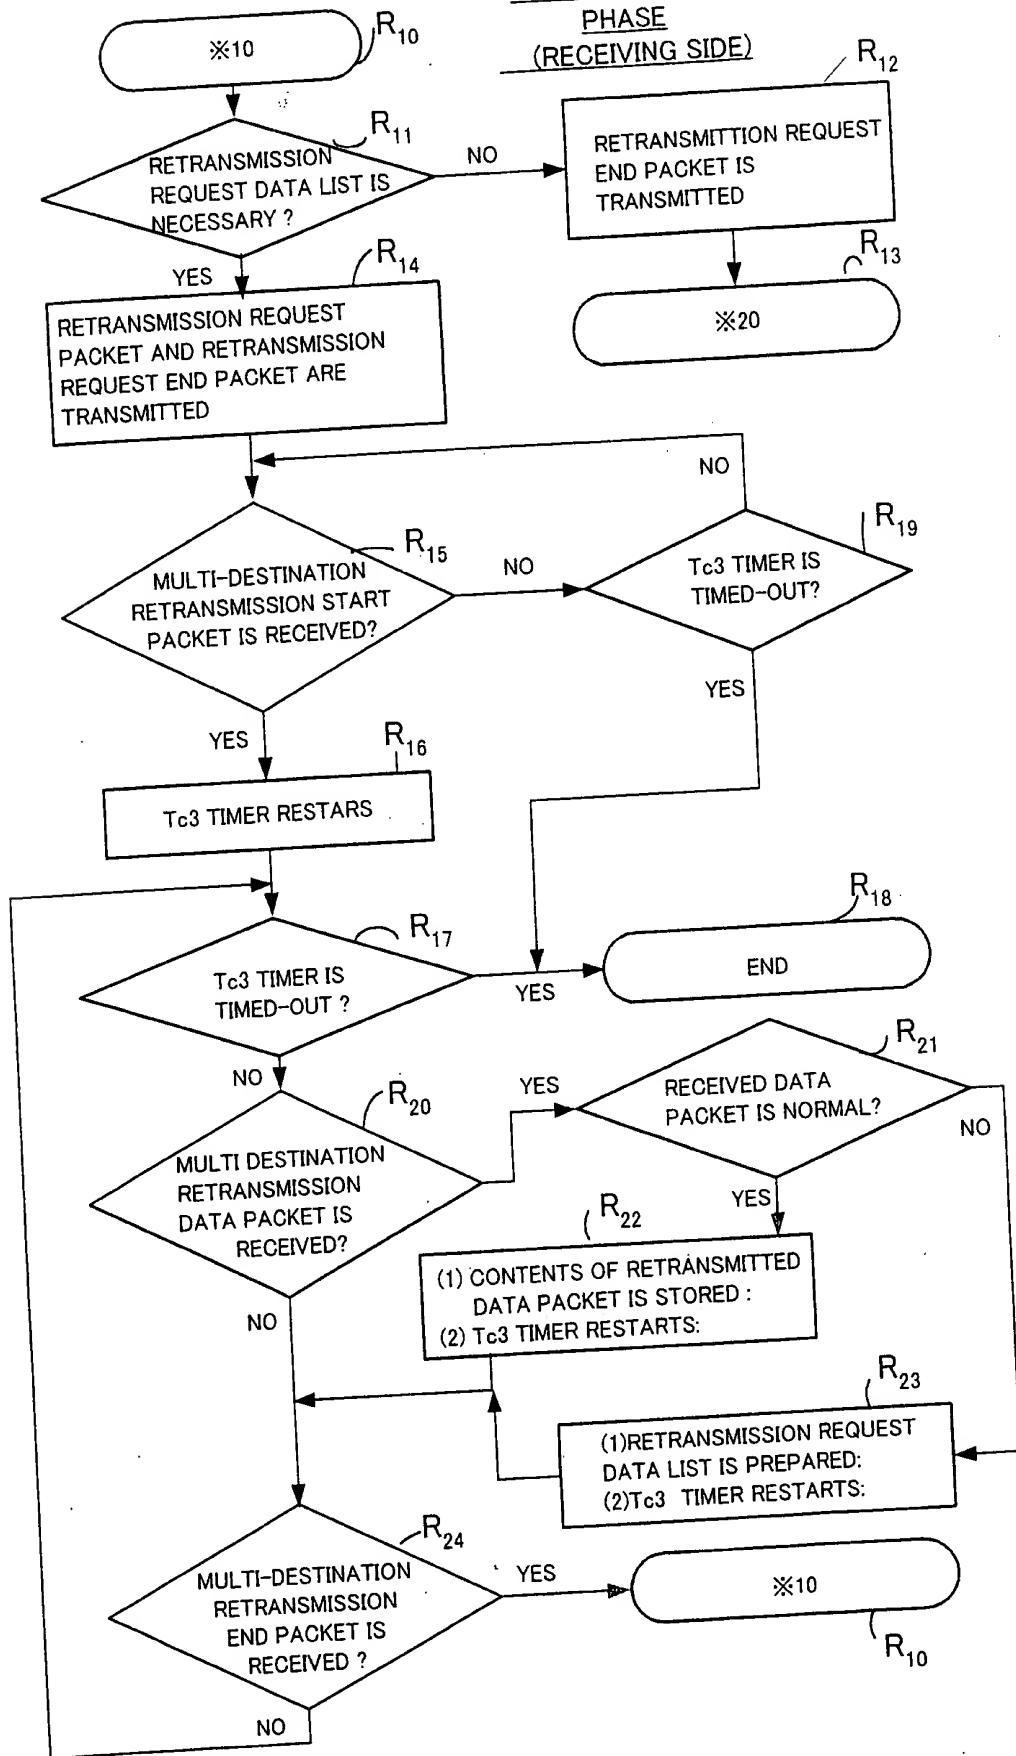 PHASE
(RECEIVING SIDE)
※10
R10
R11
RETRANSMISSION
REQUEST DATA LIST IS
NECESSARY ?
NO
R12
RETRANSMITTION REQUEST
END PACKET IS
TRANSMITTED
R13
※20
YES
R14
RETRANSMISSION REQUEST
PACKET AND RETRANSMISSION
REQUEST END PACKET ARE
TRANSMITTED
NO
R15
MULTI-DESTINATION
RETRANSMISSION START
PACKET IS RECEIVED?
NO
R19
Tc3 TIMER IS
TIMED-OUT?
YES
YES
R16
Tc3 TIMER RESTARS
R17
Tc3 TIMER IS
TIMED-OUT ?
YES
R18
END
NO
R20
MULTI DESTINATION
RETRANSMISSION
DATA PACKET IS
RECEIVED?
YES
R21
RECEIVED DATA
PACKET IS NORMAL?
NO
YES
R22
(1) CONTENTS OF RETRANSMITTED
DATA PACKET IS STORED :
(2) Tc3 TIMER RESTARTS:
NO
R23
(1)RETRANSMISSION REQUEST
DATA LIST IS PREPARED:
(2)Tc3 TIMER RESTARTS:
R24
MULTI-DESTINATION
RETRANSMISSION
END PACKET IS
RECEIVED ?
YES
※10
R10
NO